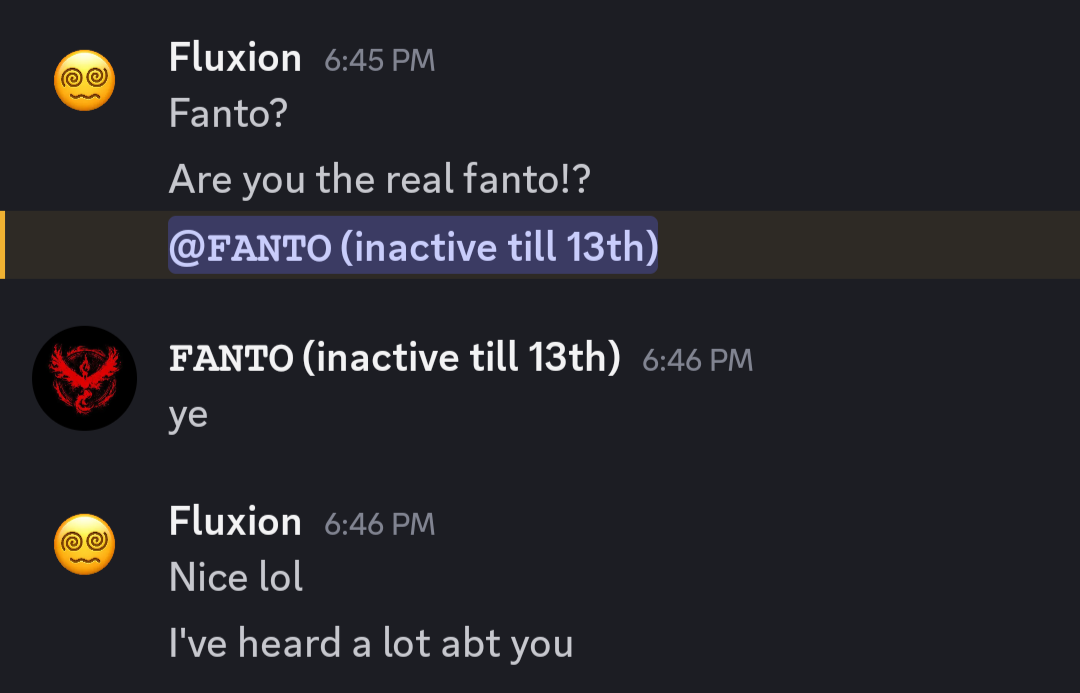 Fluxion 6:45 PM
Fanto?
Are you the real fanto!?
@FANTO (inactive till 13th)
FANTO (inactive till 13th) 6:46 PM
ye
Fluxion 6:46 PM
Nice lol
I've heard a lot abt you